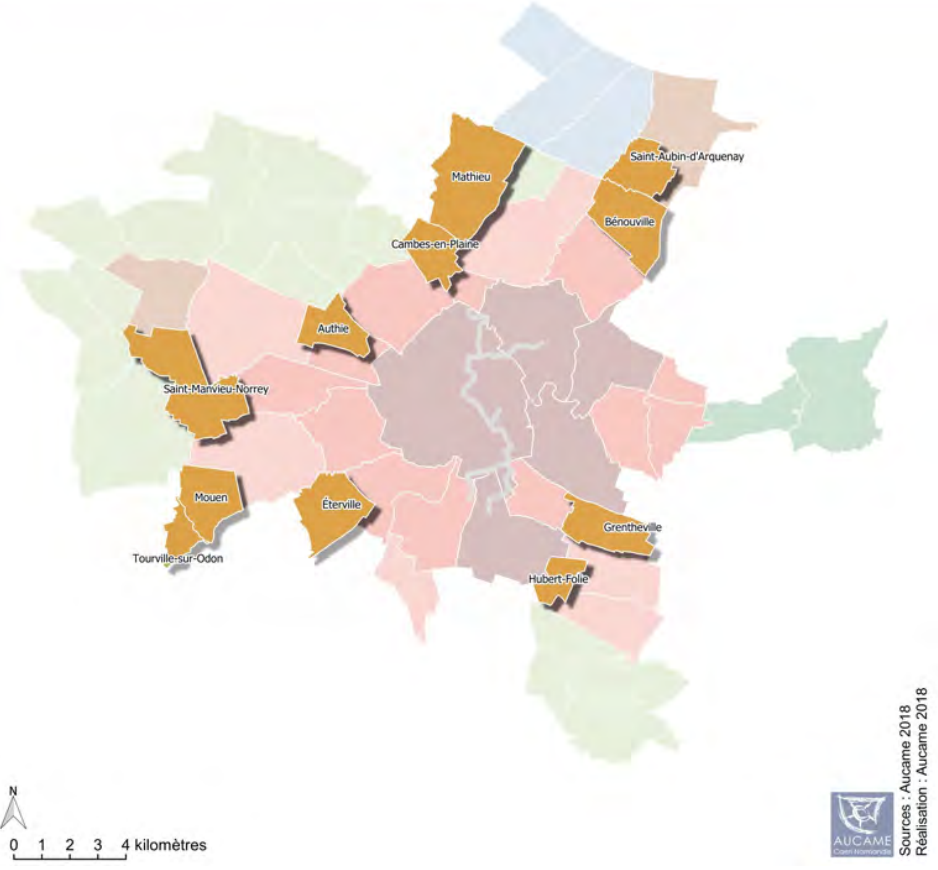 Saint-Aubin-d'Arquenay
Mathieu
Bénouville
Cambes-en-Plaine
Authie
Saint-Manvieu-Norrey
Mouen
Éterville
Grentheville
Tourville-sur-Odon
Hubert-Folie
N
0 1 2 3 4 kilomètres
AUCAME
Caen Normandie
Sources : Aucame 2018
Réalisation : Aucame 2018